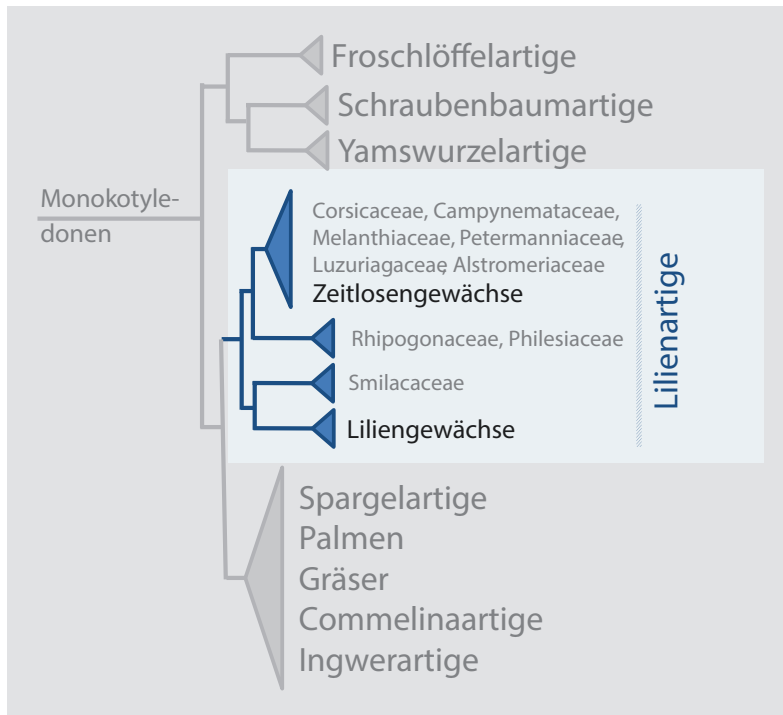 Froschlöffelartige
Schraubenbaumartige
Yamswurzelartige
Monokotyle-
donen
Corsicaceae, Campynemataceae,
Melanthiaceae, Petermanniaceae,
Luzuriagaceae, Alstromeriaceae
Zeitlosengewächse
Rhipogonaceae, Philesiaceae
Smilacaceae
Liliengewächse
Lilienartige
Spargelartige
Palmen
Gräser
Commelinaartige
Ingwerartige